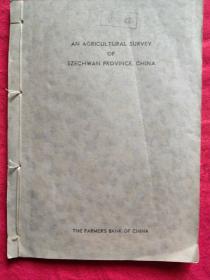 AN AGRICULTURAL SURVEY
OF
SZECHWAN PROVINCE, CHINA
THE FARMERS BANK OF CHINA